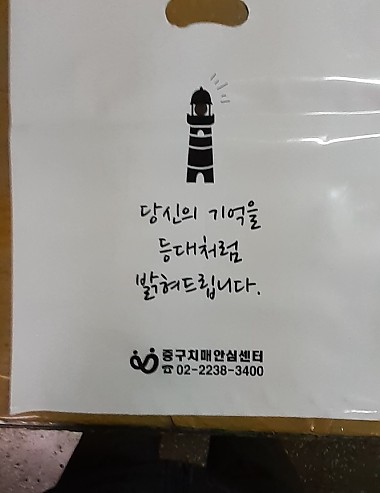 당신의 기억을
등대처럼
밝혀드립니다.
중구치매안심센터
☎ 02-2238-3400